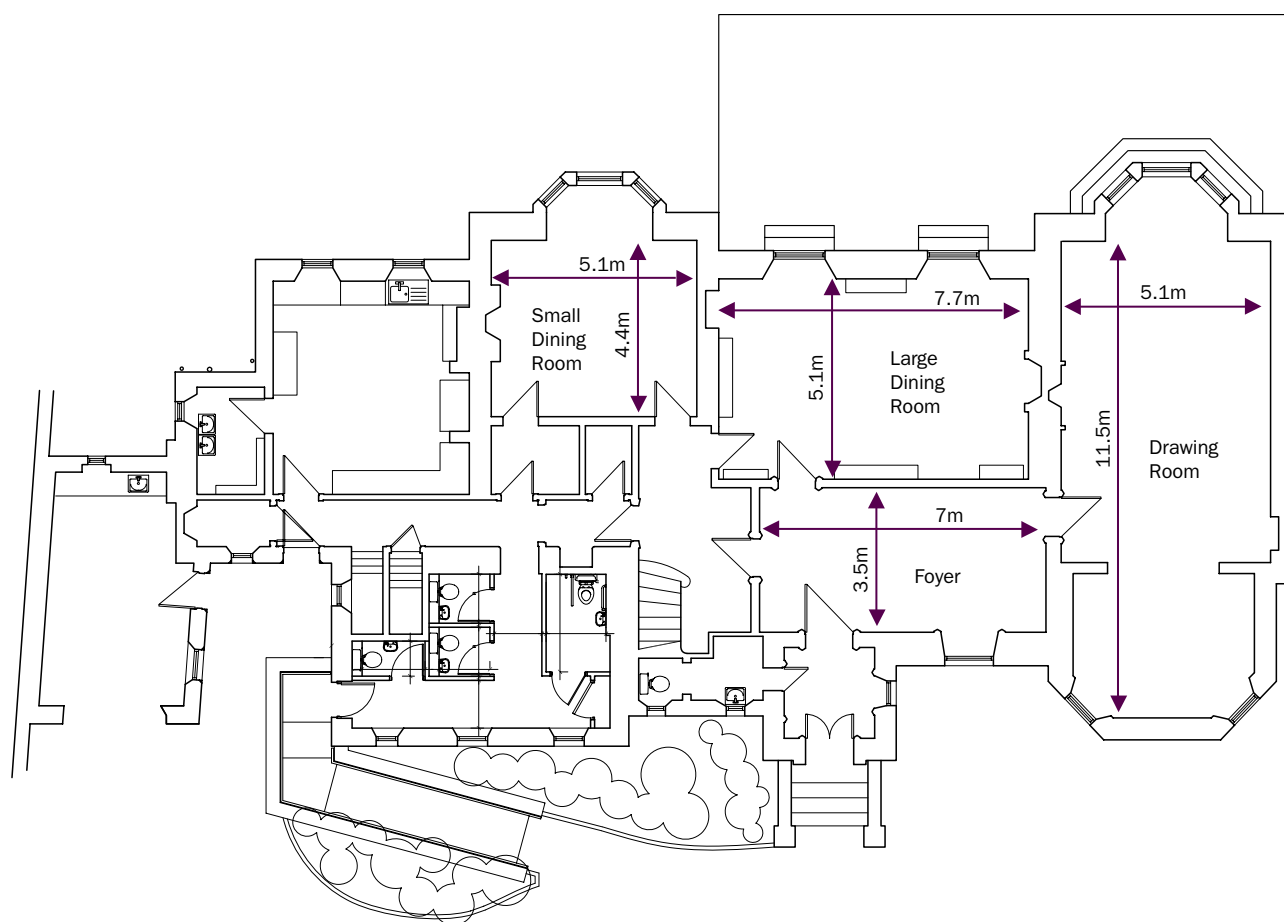 5.1m
Small
Dining
Room
4.4m
7.7m
5.1m
Large
Dining
Room
5.1m
11.5m
Drawing
Room
7m
3.5m
Foyer